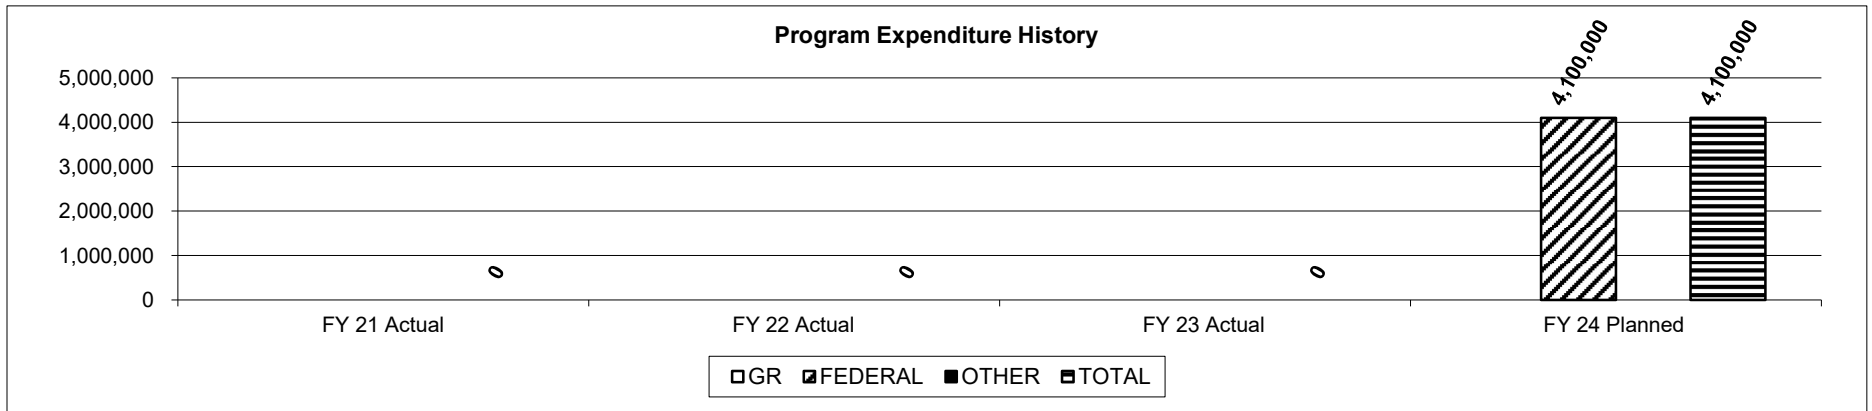 Program Expenditure History
4,100,000 4,100,000
5,000,000
4,000,000
3,000,000
2,000,000
1,000,000
0
0 0 0
FY 21 Actual FY 22 Actual FY 23 Actual FY 24 Planned
GR FEDERAL OTHER TOTAL